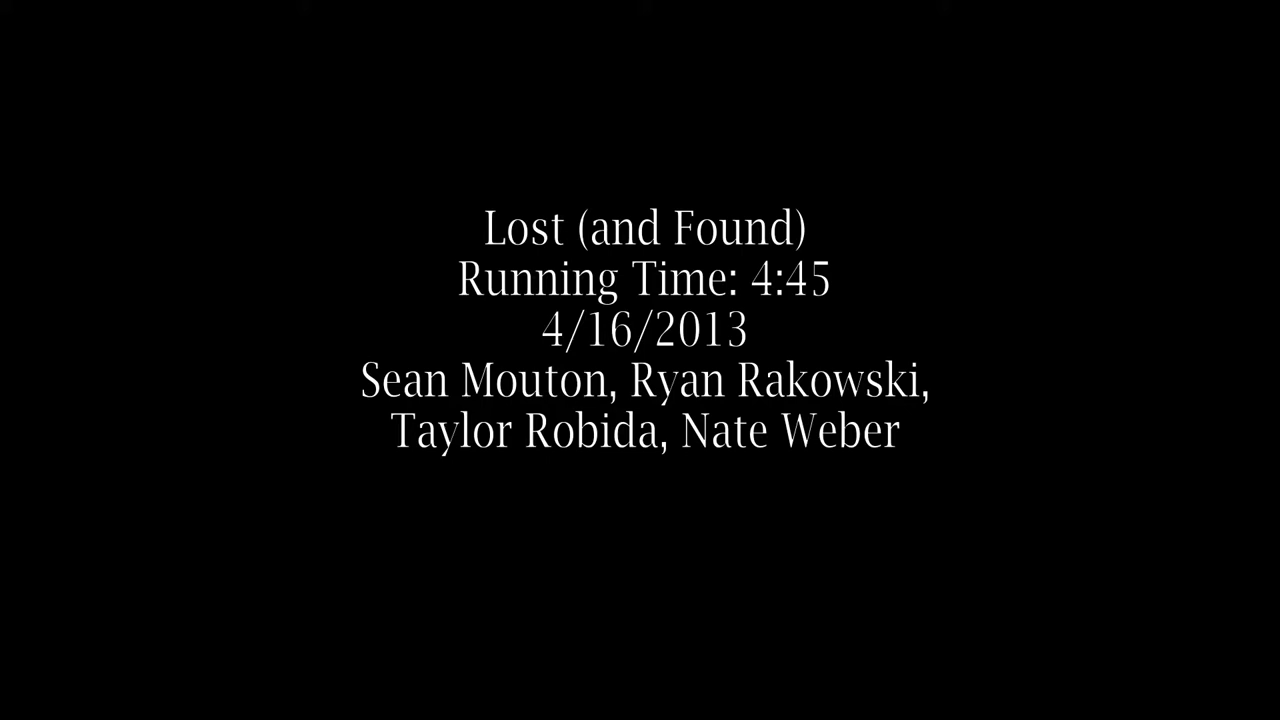 Lost (and Found)
Running Time: 4:45
4/16/2013
Sean Mouton, Ryan Rakowski,
Taylor Robida, Nate Weber